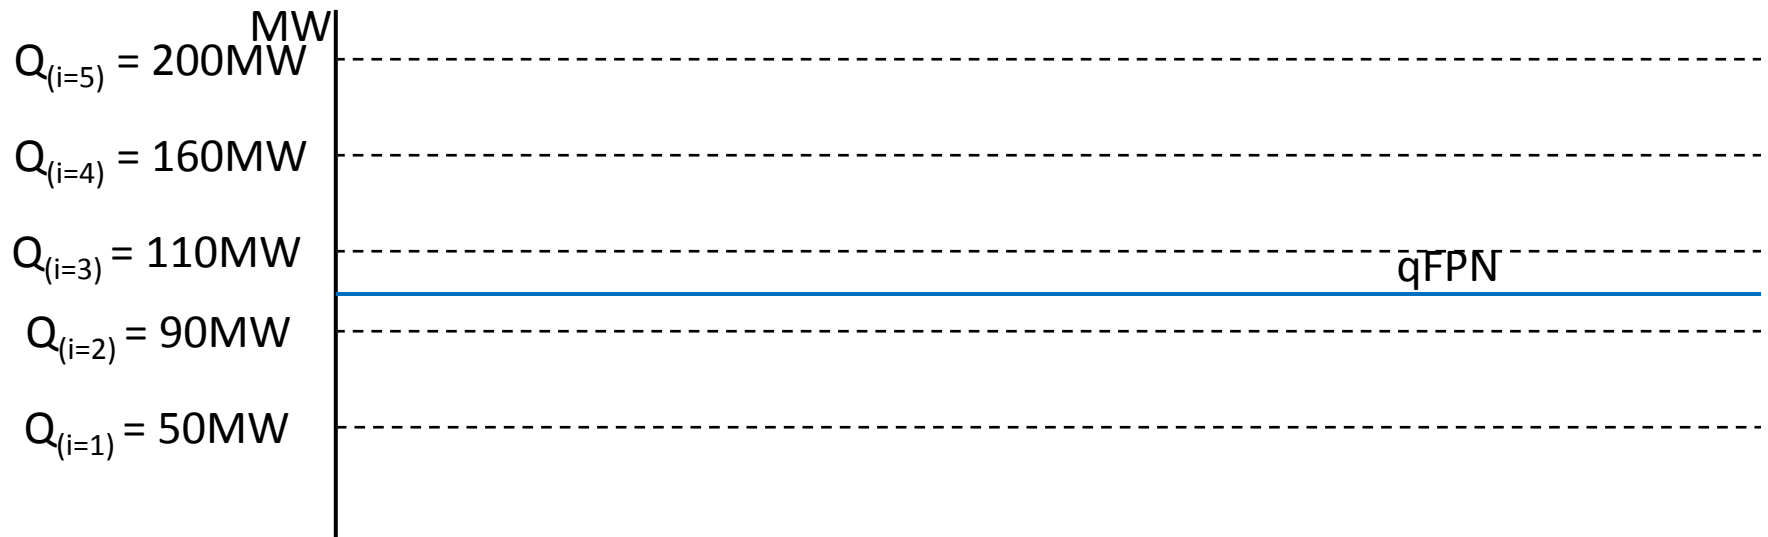 MW
Q(i=5) = 200MW
Q(i=4) = 160MW
Q(i=3) = 110MW
qFPN
Q(i=2) = 90MW
Q(i=1) = 50MW